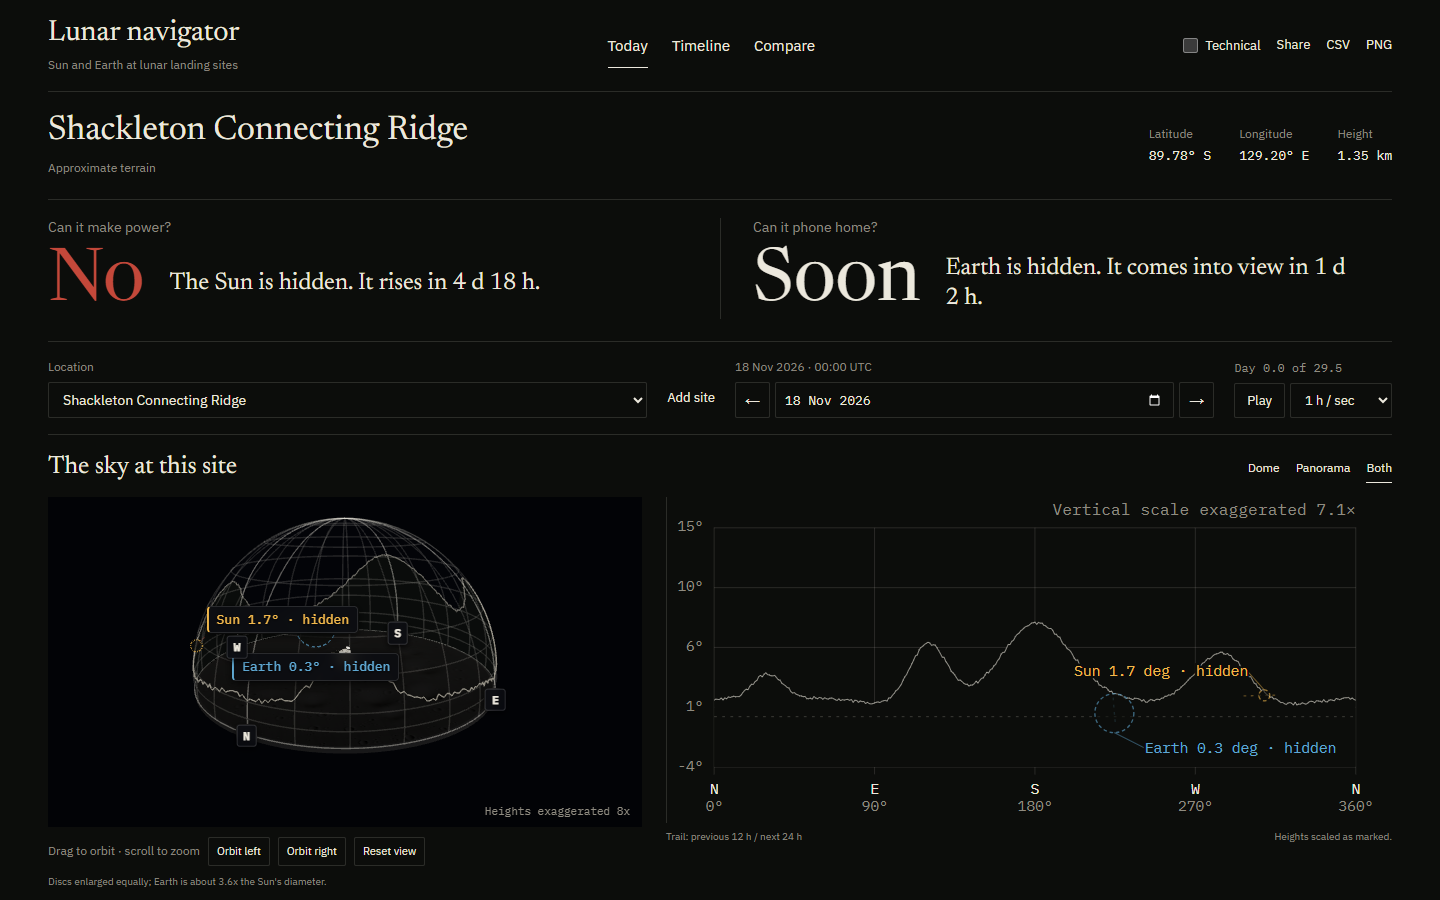 Lunar navigator
Sun and Earth at lunar landing sites
Today Timeline Compare
Technical Share CSV PNG
Shackleton Connecting Ridge
Approximate terrain
Latitude Longitude Height
89.78° S 129.20° E 1.35 km
Can it make power?
No The Sun is hidden. It rises in 4 d 18 h.
Can it phone home?
Soon Earth is hidden. It comes into view in 1 d
2 h.
Location
Shackleton Connecting Ridge
Add site
18 Nov 2026 · 00:00 UTC
← 18 Nov 2026 →
Day 0.0 of 29.5
Play 1 h / sec
The sky at this site
Dome Panorama Both
Sun 1.7° · hidden
S
W
Earth 0.3° · hidden
E
N
Heights exaggerated 8x
Drag to orbit · scroll to zoom Orbit left Orbit right Reset view
Discs enlarged equally; Earth is about 3.6x the Sun's diameter.
Vertical scale exaggerated 7.1×
15°
10°
6°
Sun 1.7 deg · hidden
1°
Earth 0.3 deg · hidden
-4°
N E S W N
0° 90° 180° 270° 360°
Trail: previous 12 h / next 24 h
Heights scaled as marked.